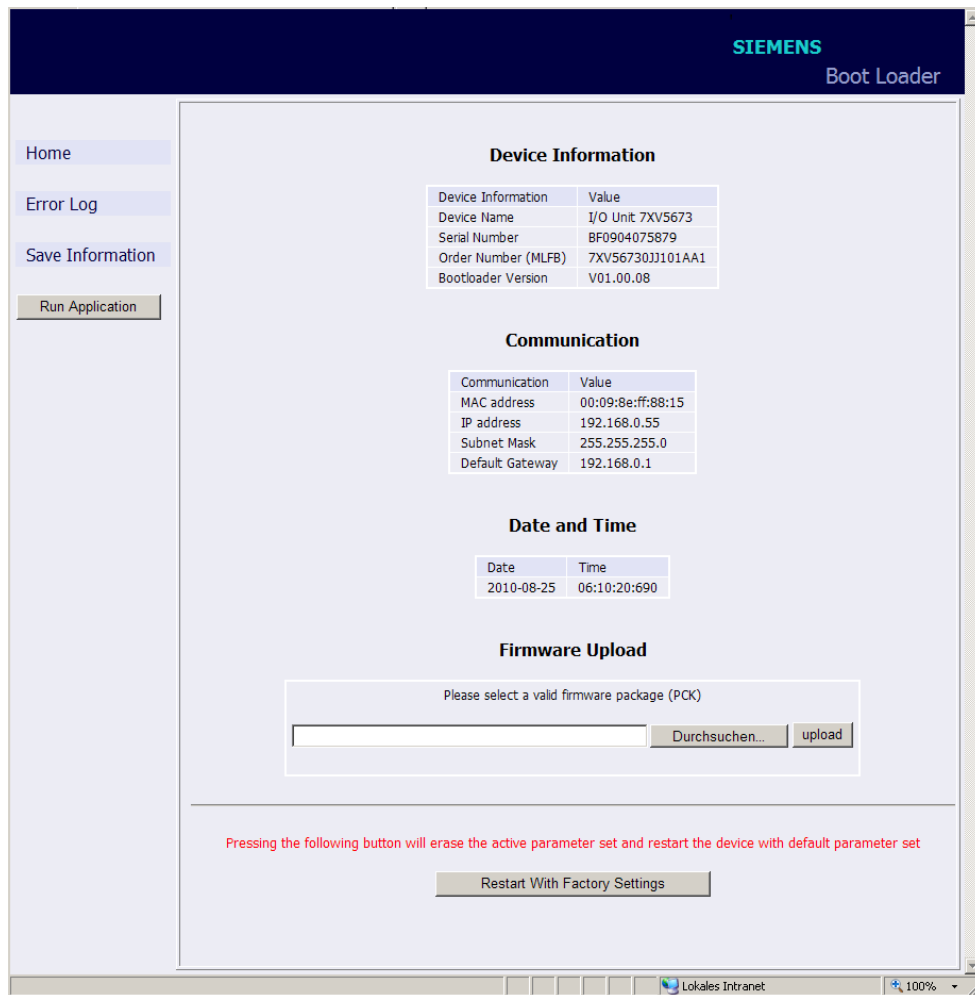 SIEMENS
Boot Loader
Home
Error Log
Save Information
Run Application
Device Information
Device Information Value
Device Name I/O Unit 7XV5673
Serial Number BF0904075879
Order Number (MLFB) 7XV56730JJ101AA1
Bootloader Version V01.00.08
Communication
Communication Value
MAC address 00:09:8e:ff:88:15
IP address 192.168.0.55
Subnet Mask 255.255.255.0
Default Gateway 192.168.0.1
Date and Time
Date Time
2010-08-25 06:10:20:690
Firmware Upload
Please select a valid firmware package (PCK)
Durchsuchen... upload
Pressing the following button will erase the active parameter set and restart the device with default parameter set
Restart With Factory Settings
Lokales Intranet 100%